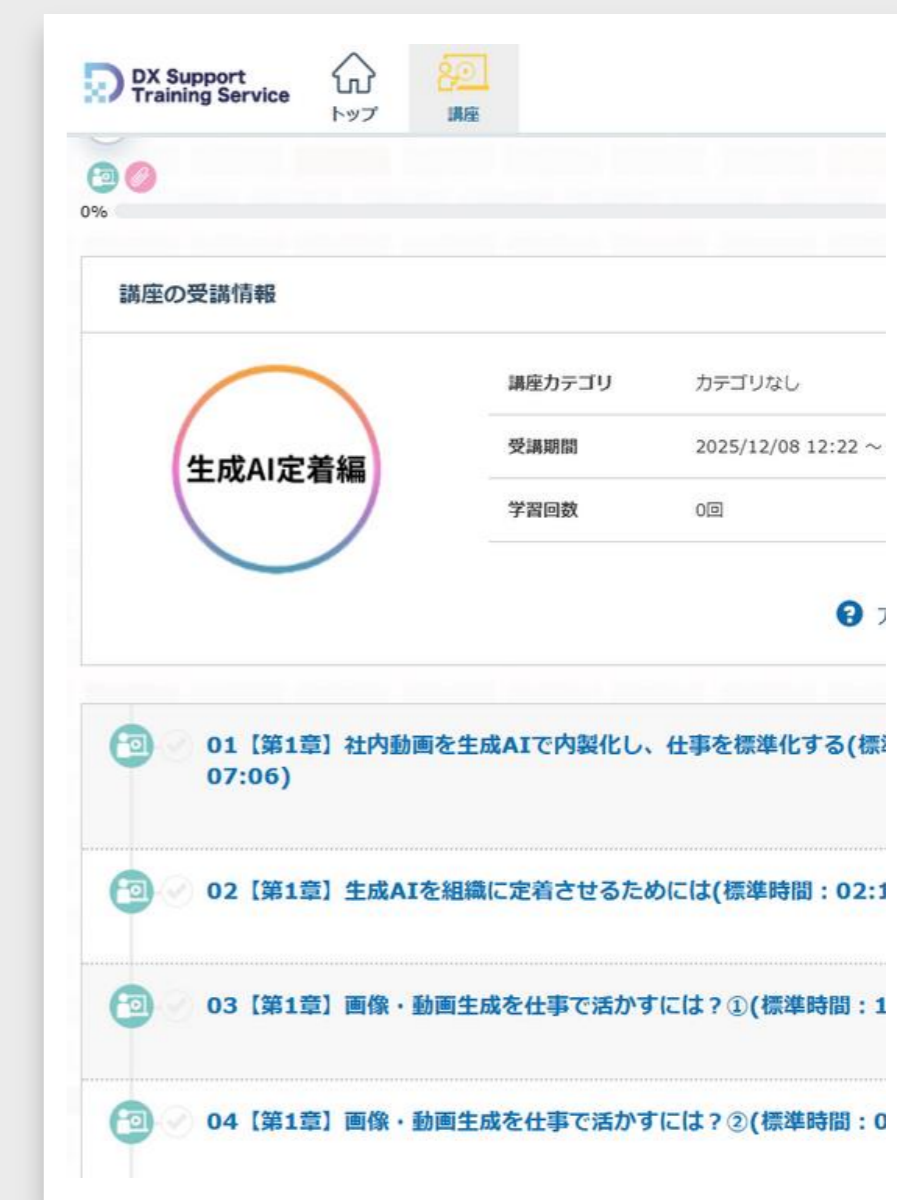 DX Support
Training Service
トップ
講座
0%
講座の受講情報
生成AI定着編
講座カテゴリ
カテゴリなし
受講期間
2025/12/08 12:22 ～
学習回数
0回
01【第1章】社内動画を生成AIで内製化し、仕事を標準化する(標
07:06)
02【第1章】生成AIを組織に定着させるためには(標準時間：02:1
03【第1章】画像・動画生成を仕事で活かすには？①(標準時間：1
04【第1章】画像・動画生成を仕事で活かすには？②(標準時間：0